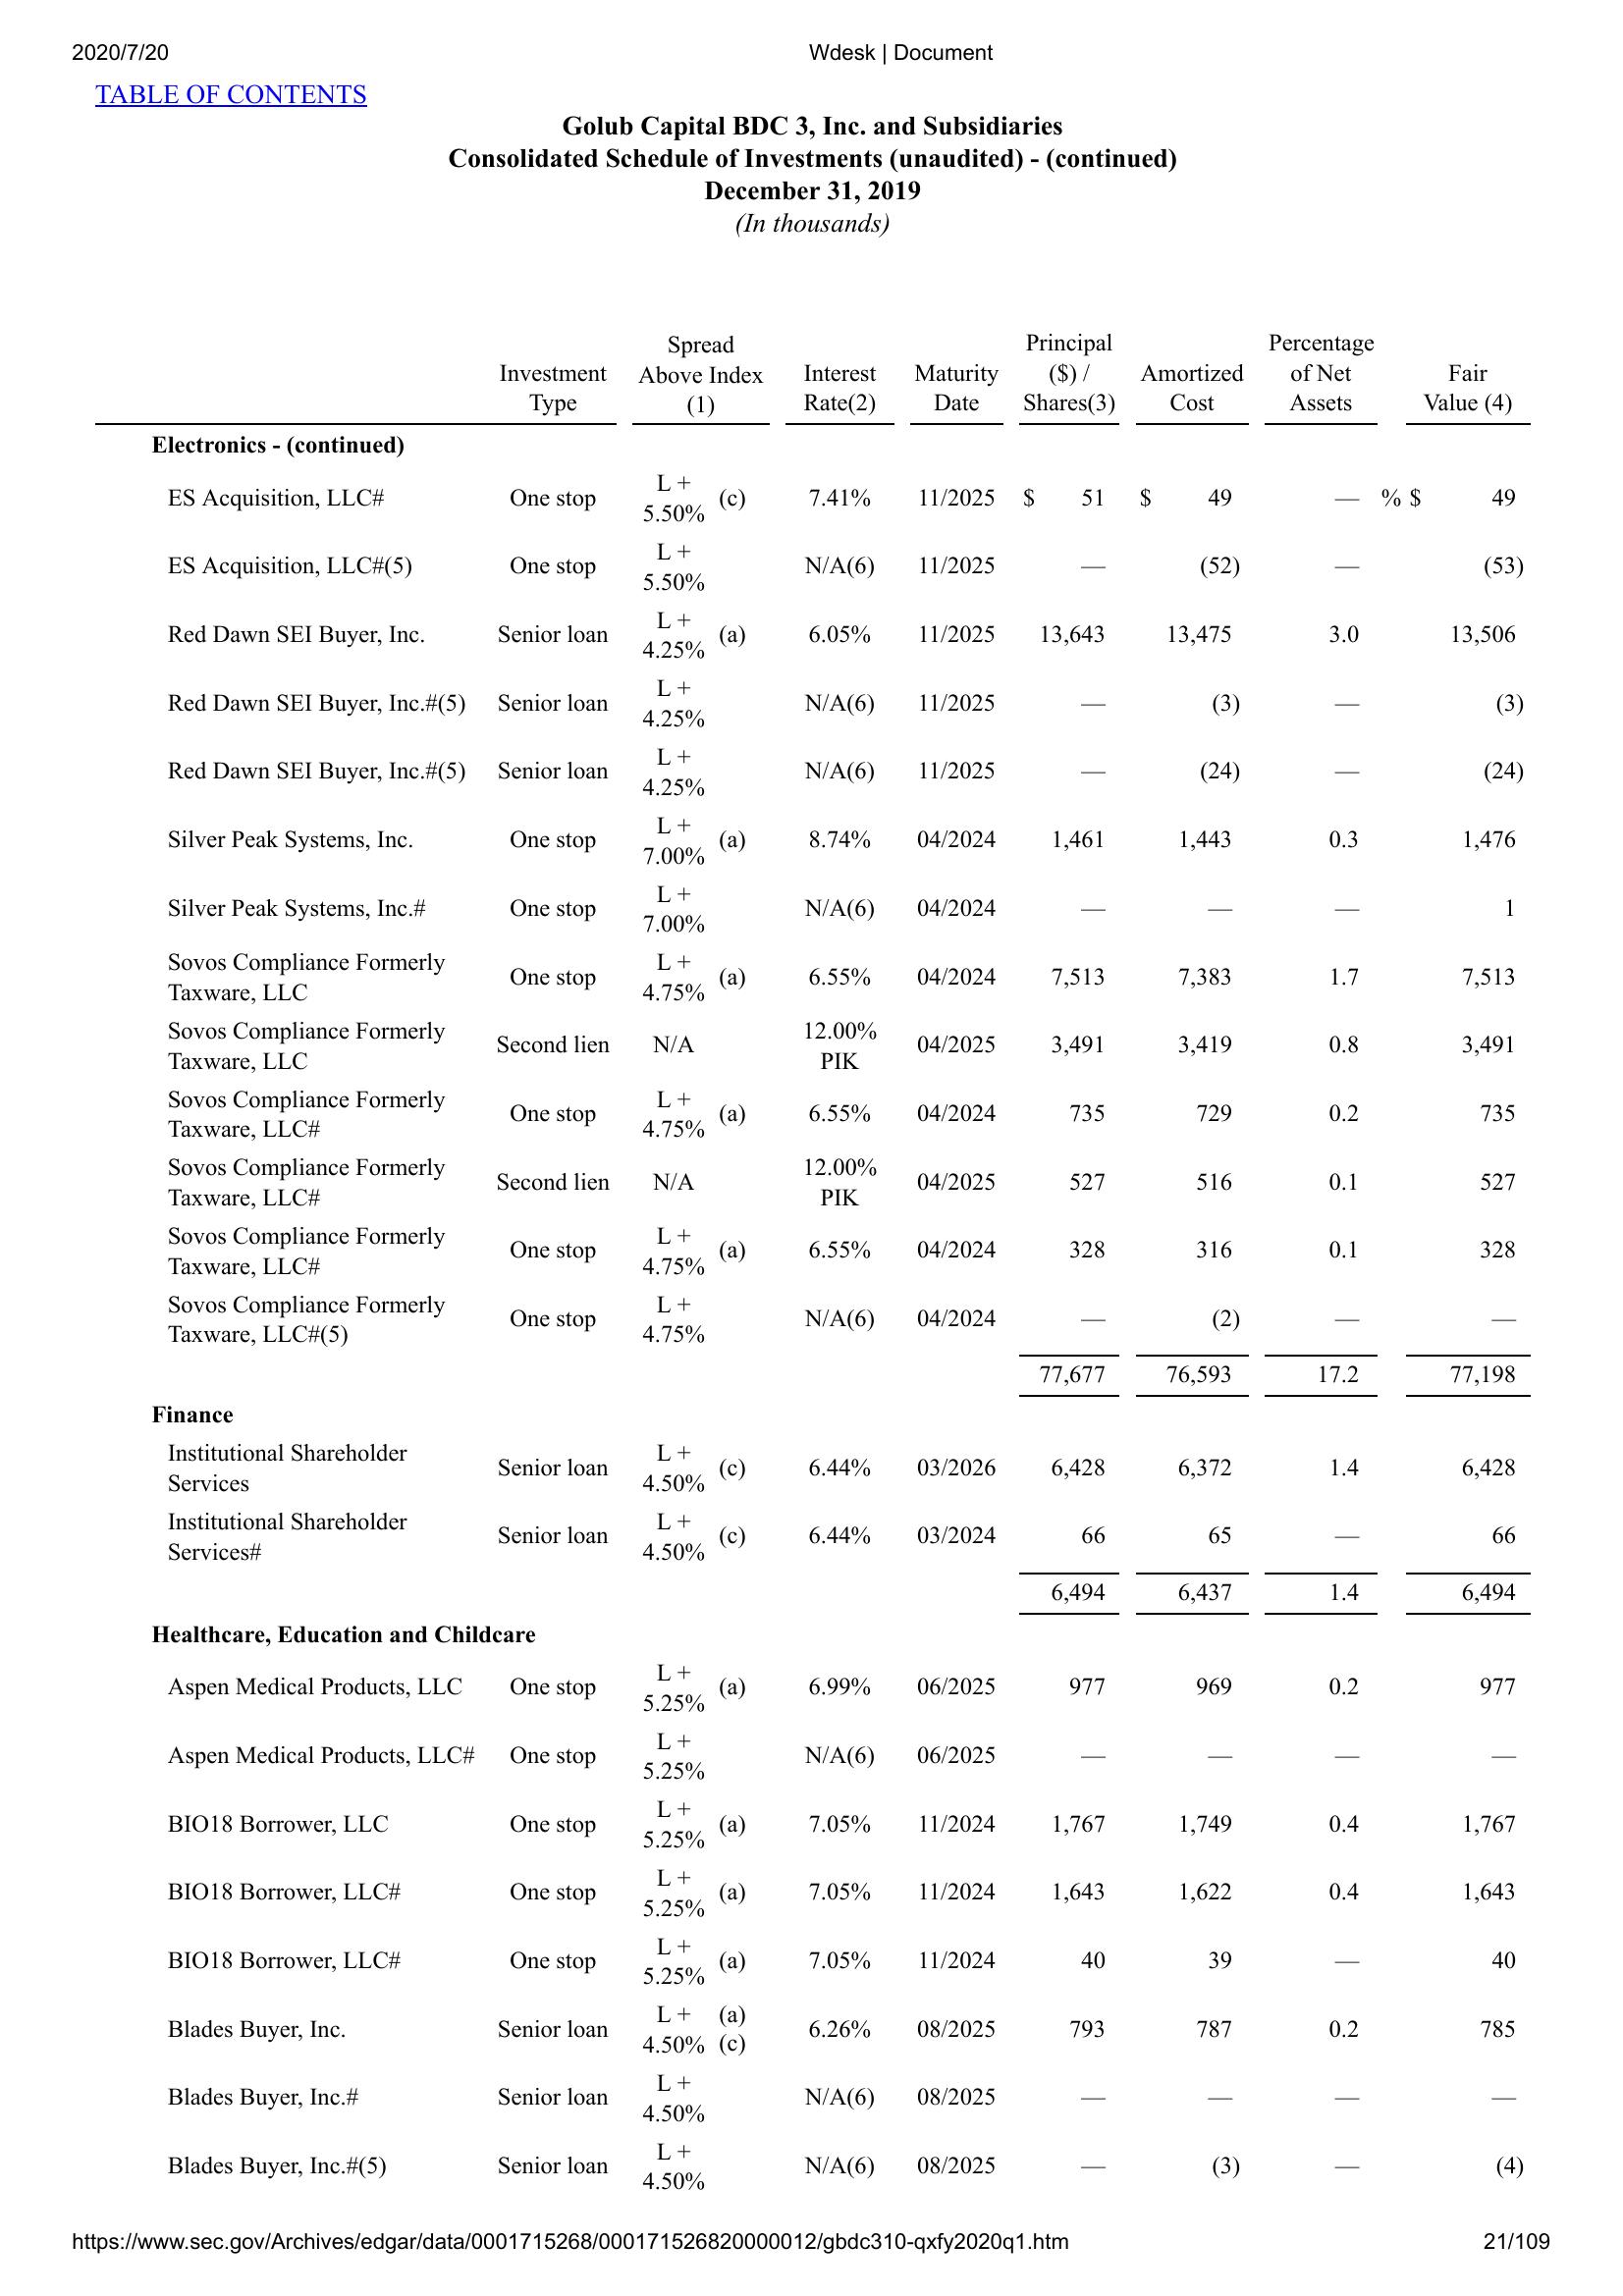 2020/7/20 Wdesk | Document
TABLE OF CONTENTS
Golub Capital BDC 3, Inc. and Subsidiaries
Consolidated Schedule of Investments (unaudited) - (continued)
December 31, 2019
(In thousands)
Investment Type Spread Above Index (1) Interest Rate(2) Maturity Date Principal ($) / Shares(3) Amortized Cost Percentage of Net Assets Fair Value (4)
Electronics - (continued)
ES Acquisition, LLC# One stop L + 5.50% (c) 7.41% 11/2025 $ 51 $ 49 — % $ 49
ES Acquisition, LLC#(5) One stop L + 5.50% N/A(6) 11/2025 — (52) — (53)
Red Dawn SEI Buyer, Inc. Senior loan L + 4.25% (a) 6.05% 11/2025 13,643 13,475 3.0 13,506
Red Dawn SEI Buyer, Inc.#(5) Senior loan L + 4.25% N/A(6) 11/2025 — (3) — (3)
Red Dawn SEI Buyer, Inc.#(5) Senior loan L + 4.25% N/A(6) 11/2025 — (24) — (24)
Silver Peak Systems, Inc. One stop L + 7.00% (a) 8.74% 04/2024 1,461 1,443 0.3 1,476
Silver Peak Systems, Inc.# One stop L + 7.00% N/A(6) 04/2024 — — — 1
Sovos Compliance Formerly Taxware, LLC One stop L + 4.75% (a) 6.55% 04/2024 7,513 7,383 1.7 7,513
Sovos Compliance Formerly Taxware, LLC Second lien N/A 12.00% PIK 04/2025 3,491 3,419 0.8 3,491
Sovos Compliance Formerly Taxware, LLC# One stop L + 4.75% (a) 6.55% 04/2024 735 729 0.2 735
Sovos Compliance Formerly Taxware, LLC# Second lien N/A 12.00% PIK 04/2025 527 516 0.1 527
Sovos Compliance Formerly Taxware, LLC# One stop L + 4.75% (a) 6.55% 04/2024 328 316 0.1 328
Sovos Compliance Formerly Taxware, LLC#(5) One stop L + 4.75% N/A(6) 04/2024 — (2) — —
77,677 76,593 17.2 77,198
Finance
Institutional Shareholder Services Senior loan L + 4.50% (c) 6.44% 03/2026 6,428 6,372 1.4 6,428
Institutional Shareholder Services# Senior loan L + 4.50% (c) 6.44% 03/2024 66 65 — 66
6,494 6,437 1.4 6,494
Healthcare, Education and Childcare
Aspen Medical Products, LLC One stop L + 5.25% (a) 6.99% 06/2025 977 969 0.2 977
Aspen Medical Products, LLC# One stop L + 5.25% N/A(6) 06/2025 — — — —
BIO18 Borrower, LLC One stop L + 5.25% (a) 7.05% 11/2024 1,767 1,749 0.4 1,767
BIO18 Borrower, LLC# One stop L + 5.25% (a) 7.05% 11/2024 1,643 1,622 0.4 1,643
BIO18 Borrower, LLC# One stop L + 5.25% (a) 7.05% 11/2024 40 39 — 40
Blades Buyer, Inc. Senior loan L + 4.50% (a) (c) 6.26% 08/2025 793 787 0.2 785
Blades Buyer, Inc.# Senior loan L + 4.50% N/A(6) 08/2025 — — — —
Blades Buyer, Inc.#(5) Senior loan L + 4.50% N/A(6) 08/2025 — (3) — (4)
https://www.sec.gov/Archives/edgar/data/0001715268/000171526820000012/gbdc310-qxfy2020q1.htm 21/109